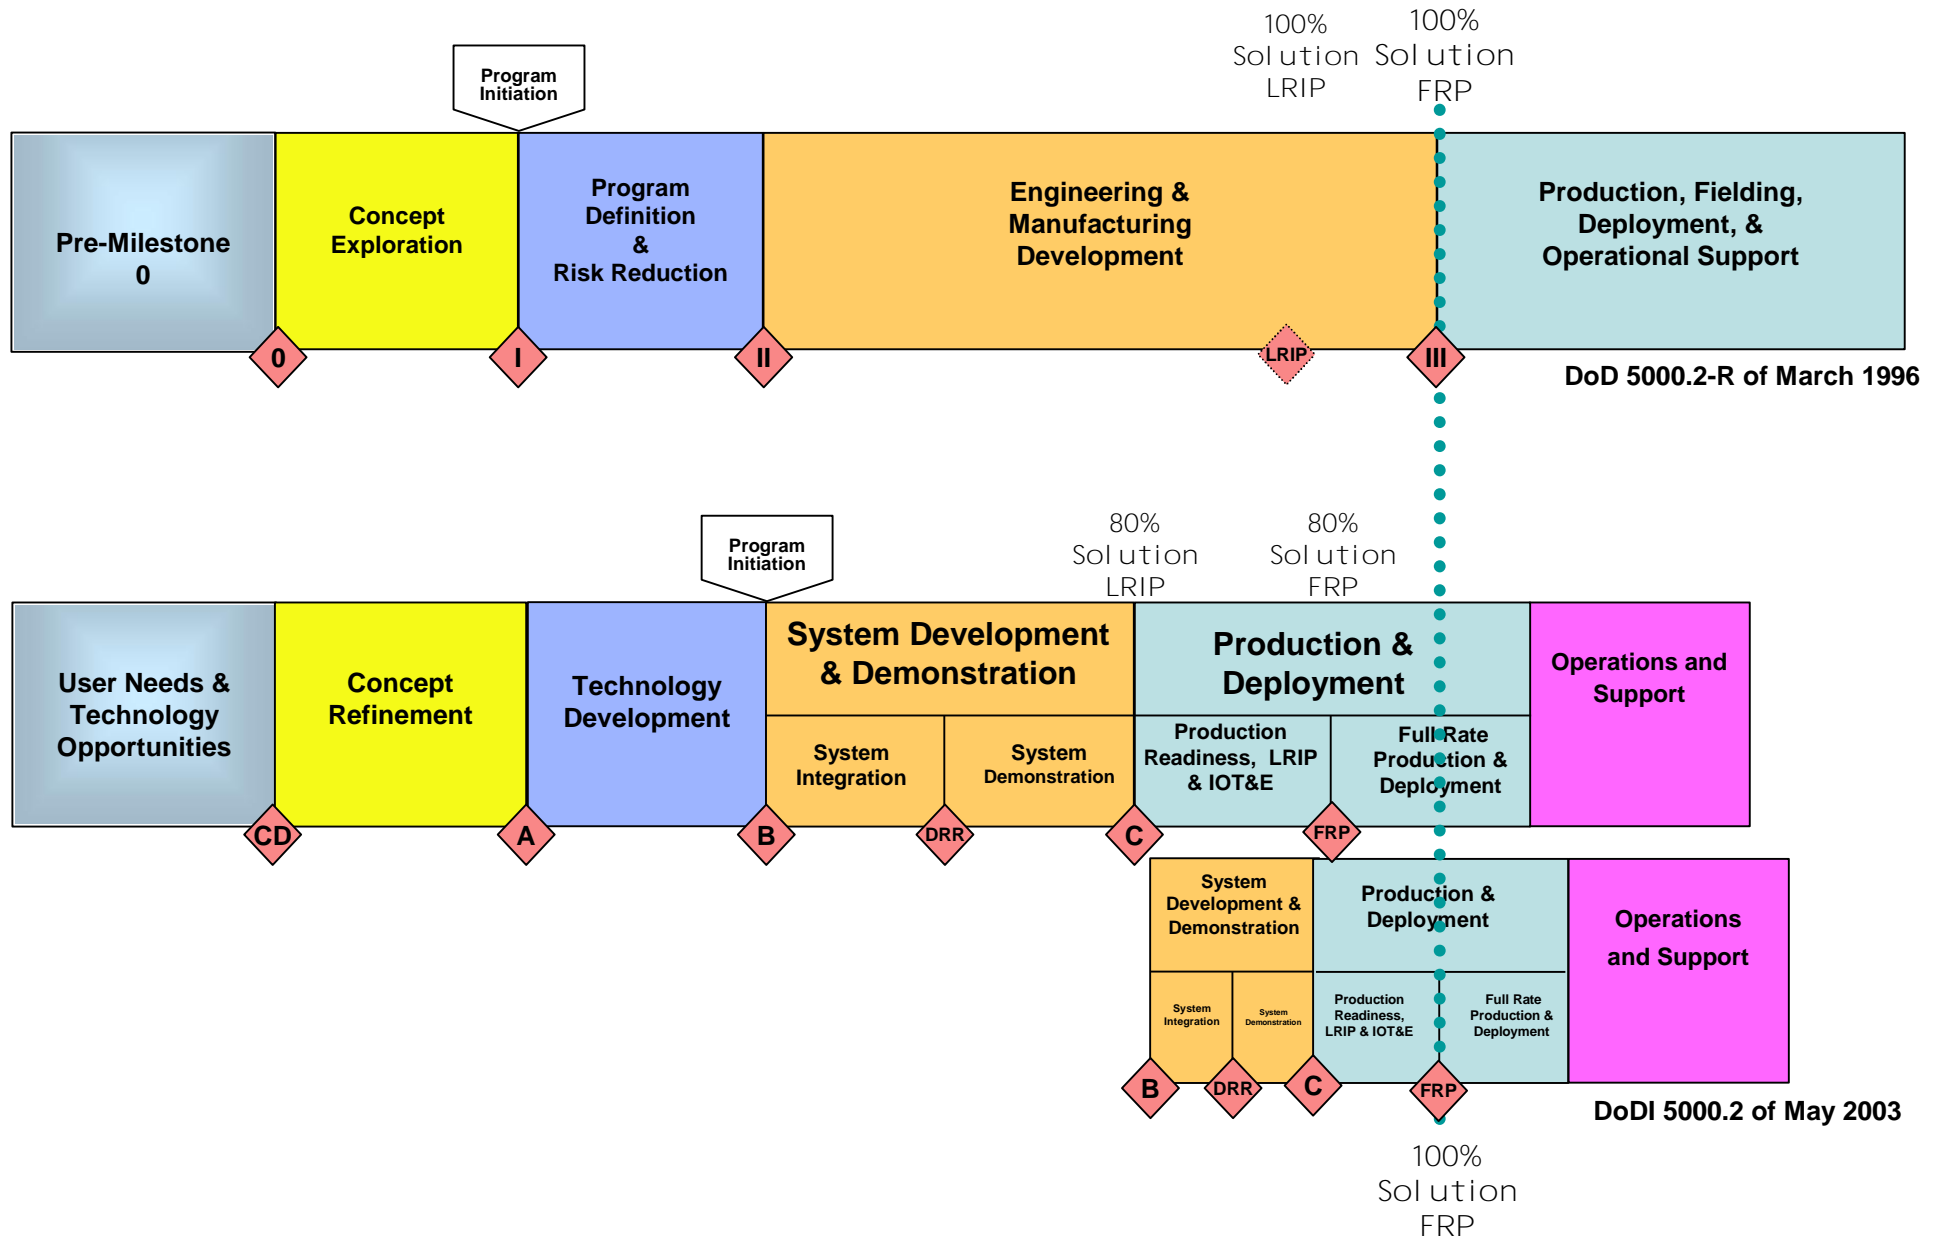 100%
Solution
LRIP
100%
Solution
FRP
Program
Initiation
Pre-Milestone
0
Concept
Exploration
Program
Definition
&
Risk Reduction
Engineering &
Manufacturing
Development
Production, Fielding,
Deployment, &
Operational Support
0
I
II
LRIP
III
DoD 5000.2-R of March 1996
Program
Initiation
80%
Solution
LRIP
80%
Solution
FRP
User Needs &
Technology
Opportunities
Concept
Refinement
Technology
Development
System Development
& Demonstration
System
Integration
System
Demonstration
Production &
Deployment
Production
Readiness, LRIP
& IOT&E
Full Rate
Production &
Deployment
Operations and
Support
CD
A
B
DRR
C
FRP
System
Development &
Demonstration
System
Integration
System
Demonstration
Production &
Deployment
Production
Readiness,
LRIP & IOT&E
Full Rate
Production &
Deployment
Operations
and Support
B
DRR
C
FRP
DoDI 5000.2 of May 2003
100%
Solution
FRP